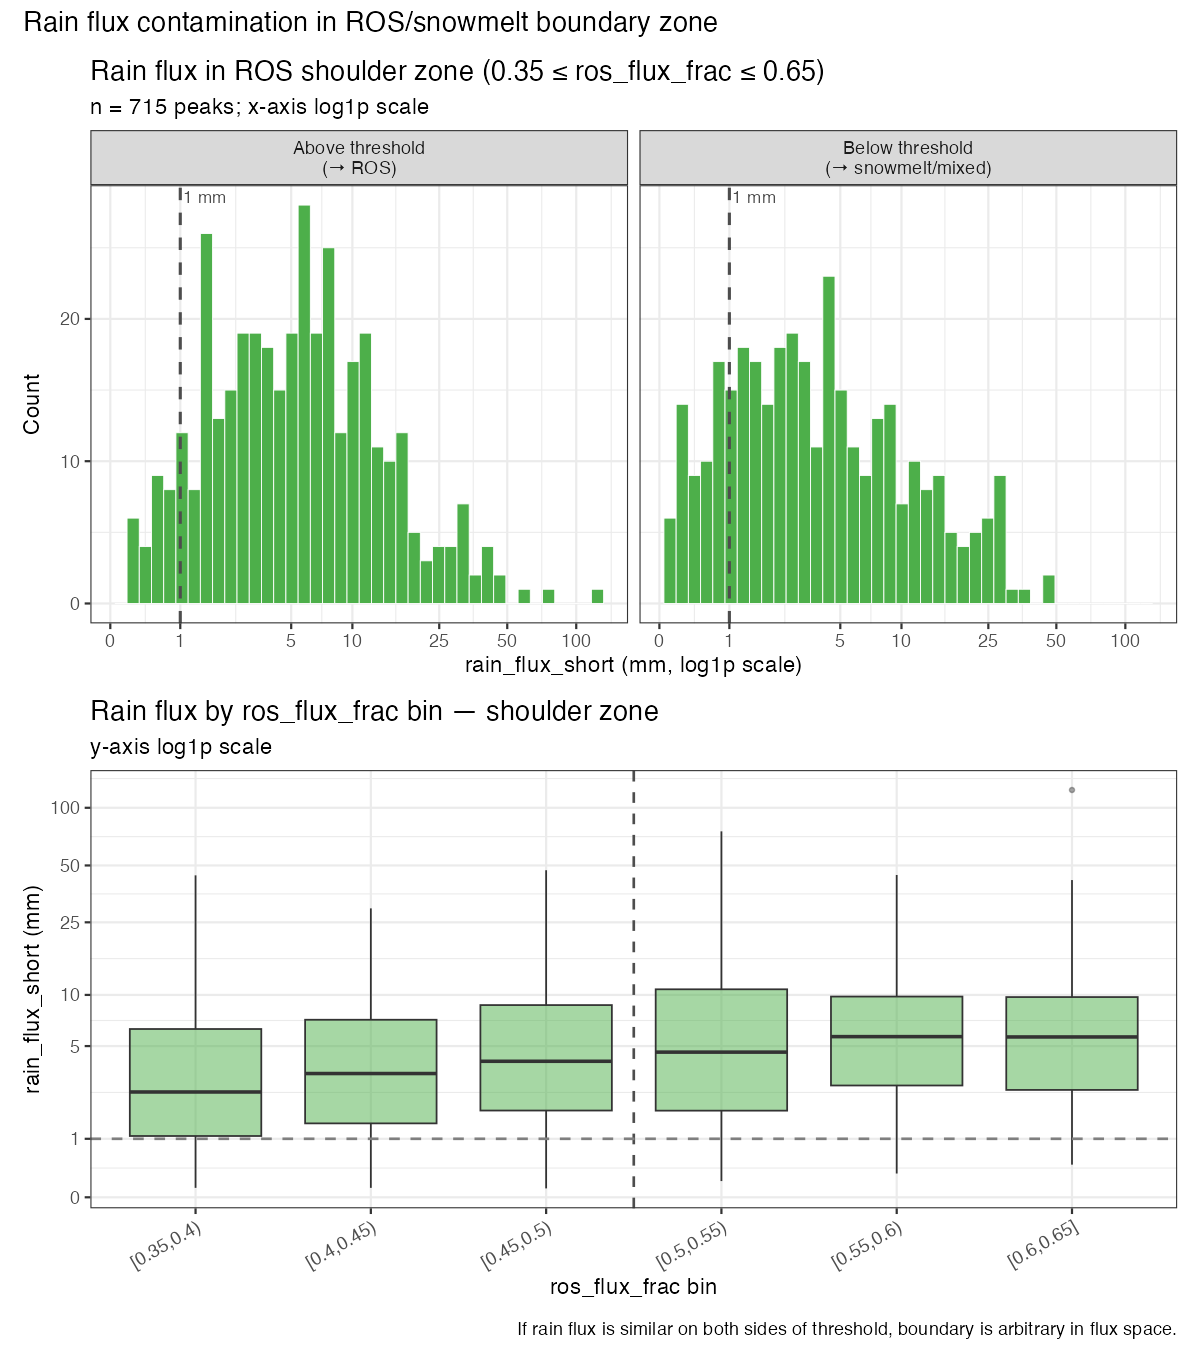 Rain flux contamination in ROS/snowmelt boundary zone
Rain flux in ROS shoulder zone (0.35 ≤ ros_flux_frac ≤ 0.65)
n = 715 peaks; x-axis log1p scale
Above threshold
(→ ROS)
Below threshold
(→ snowmelt/mixed)
1 mm
1 mm
Count
20
10
0
0 1 5 10 25 50 100
0 1 5 10 25 50 100
rain_flux_short (mm, log1p scale)
Rain flux by ros_flux_frac bin — shoulder zone
y-axis log1p scale
rain_flux_short (mm)
100
50
25
10
5
1
0
[0.35,0.4)
[0.4,0.45)
[0.45,0.5)
[0.5,0.55)
[0.55,0.6)
[0.6,0.65]
ros_flux_frac bin
If rain flux is similar on both sides of threshold, boundary is arbitrary in flux space.